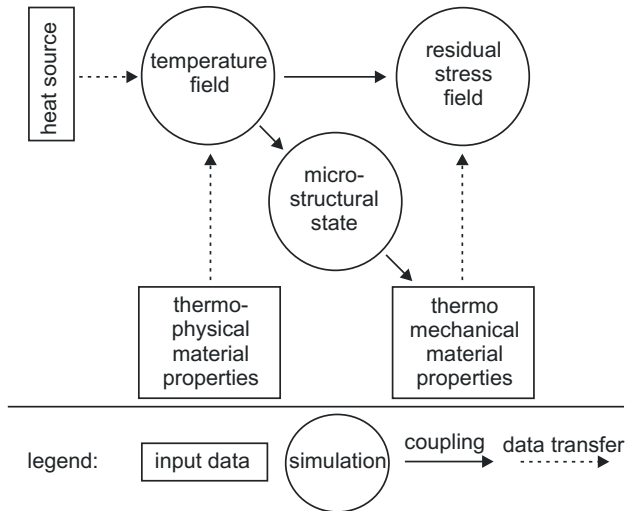 heat source
temperature
field
residual
stress
field
micro-
structural
state
thermo-
physical
material
properties
thermo
mechanical
material
properties
legend:
input data
simulation
coupling
data transfer